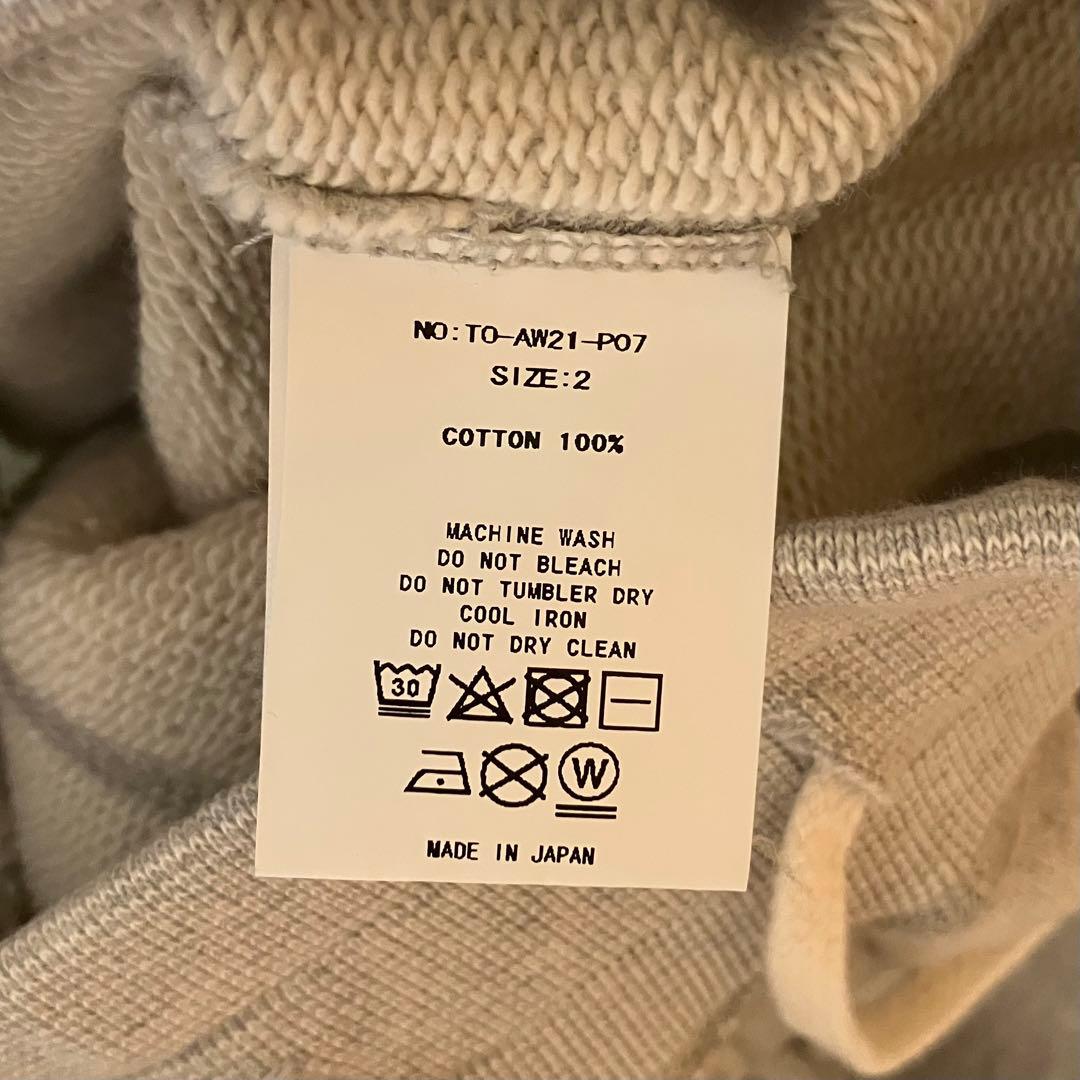 NO:TO-AW21-P07
SIZE:2
COTTON 100%
MACHINE WASH
DO NOT BLEACH
DO NOT TUMBLER DRY
COOL IRON
DO NOT DRY CLEAN
30
W
MADE IN JAPAN